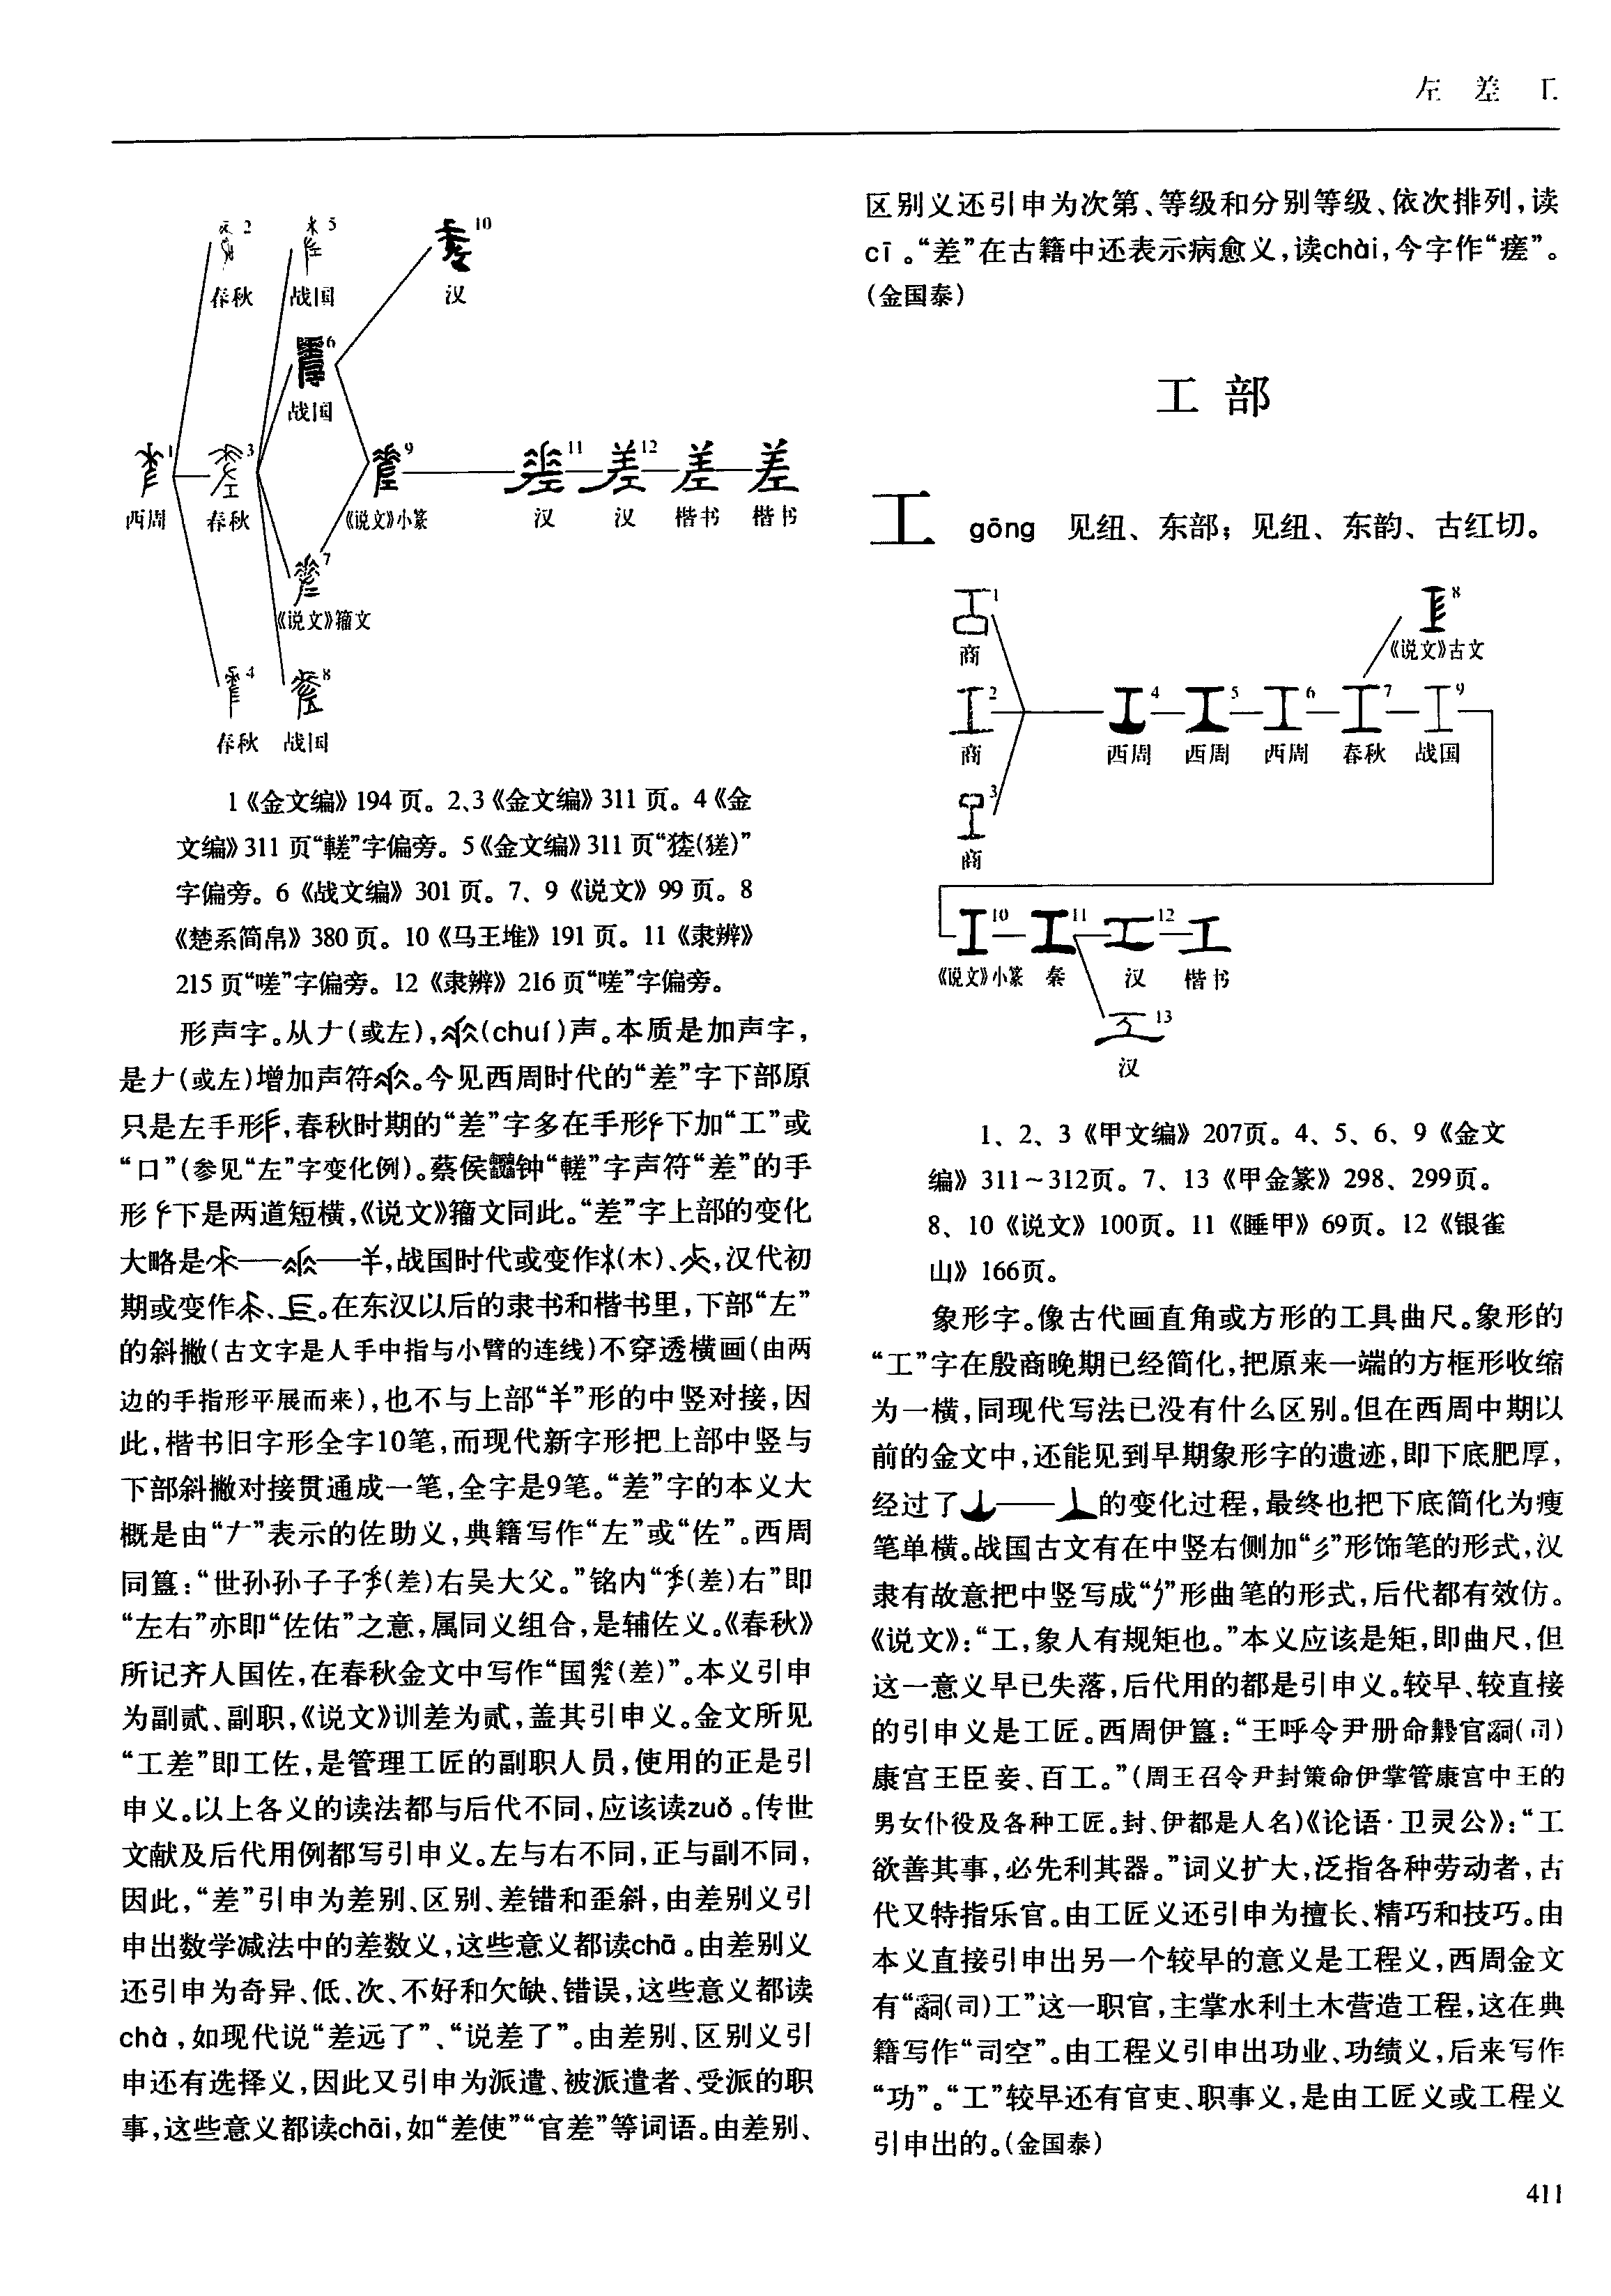 左 差 工
2
春秋
5
战国
10
汉
6
战国
1
西周
3
春秋
9
《说文》小篆
11
汉
12
汉
差
楷书
差
楷书
7
《说文》籀文
4
春秋
8
战国
1《金文编》194页。2、3《金文编》311页。4《金
文编》311页“”字偏旁。5《金文编》311页“(㺓)”
字偏旁。6《战文编》301页。7、9《说文》99页。8
《楚系简帛》380页。10《马王堆》191页。11《隶辨》
215页“嗟”字偏旁。12《隶辨》216页“嗟”字偏旁。
形声字。从𠂇(或左),(chuí)声。本质是加声字,
是𠂇(或左)增加声符。今见西周时代的“差”字下部原
只是左手形,春秋时期的“差”字多在手形下加“工”或
“口”(参见“左”字变化例)。蔡侯钟“”字声符“差”的手
形下是两道短横,《说文》籀文同此。“差”字上部的变化
大略是————羊,战国时代或变作(木)、,汉代初
期或变作、。在东汉以后的隶书和楷书里,下部“左”
的斜撇(古文字是人手中指与小臂的连线)不穿透横画(由两
边的手指形平展而来),也不与上部“羊”形的中竖对接,因
此,楷书旧字形全字10笔,而现代新字形把上部中竖与
下部斜撇对接贯通成一笔,全字是9笔。“差”字的本义大
概是由“𠂇”表示的佐助义,典籍写作“左”或“佐”。西周
同簋:“世孙孙子子(差)右吴大父。”铭内“(差)右”即
“左右”亦即“佐佑”之意,属同义组合,是辅佐义。《春秋》
所记齐人国佐,在春秋金文中写作“国(差)”。本义引申
为副贰、副职,《说文》训差为贰,盖其引申义。金文所见
“工差”即工佐,是管理工匠的副职人员,使用的正是引
申义。以上各义的读法都与后代不同,应该读zuǒ。传世
文献及后代用例都写引申义。左与右不同,正与副不同,
因此,“差”引申为差别、区别、差错和歪斜,由差别义引
申出数学减法中的差数义,这些意义都读chā。由差别义
还引申为奇异、低、次、不好和欠缺、错误,这些意义都读
chà,如现代说“差远了”、“说差了”。由差别、区别义引
申还有选择义,因此又引申为派遣、被派遣者、受派的职
事,这些意义都读chāi,如“差使”“官差”等词语。由差别、
区别义还引申为次第、等级和分别等级、依次排列,读
cī。“差”在古籍中还表示病愈义,读chài,今字作“瘥”。
(金国泰)
工 部
工 gōng 见纽、东部；见纽、东韵、古红切。
1
商
2
商
3
商
4
西周
5
西周
6
西周
7
春秋
8
《说文》古文
9
战国
10
《说文》小篆
11
秦
12
汉
工
楷书
13
汉
1、2、3《甲文编》207页。4、5、6、9《金文
编》311~312页。7、13《甲金篆》298、299页。
8、10《说文》100页。11《睡甲》69页。12《银雀
山》166页。
象形字。像古代画直角或方形的工具曲尺。象形的
“工”字在殷商晚期已经简化,把原来一端的方框形收缩
为一横,同现代写法已没有什么区别。但在西周中期以
前的金文中,还能见到早期象形字的遗迹,即下底肥厚,
经过了——的变化过程,最终也把下底简化为瘦
笔单横。战国古文有在中竖右侧加“彡”形饰笔的形式,汉
隶有故意把中竖写成“”形曲笔的形式,后代都有效仿。
《说文》:“工,象人有规矩也。”本义应该是矩,即曲尺,但
这一意义早已失落,后代用的都是引申义。较早、较直接
的引申义是工匠。西周伊簋:“王呼令尹册命官𤔲(司)
康宫王臣妾、百工。”(周王召令尹封策命伊掌管康宫中王的
男女仆役及各种工匠。封、伊都是人名)《论语·卫灵公》:“工
欲善其事,必先利其器。”词义扩大,泛指各种劳动者,古
代又特指乐官。由工匠义还引申为擅长、精巧和技巧。由
本义直接引申出另一个较早的意义是工程义,西周金文
有“𤔲(司)工”这一职官,主掌水利土木营造工程,这在典
籍写作“司空”。由工程义引申出功业、功绩义,后来写作
“功”。“工”较早还有官吏、职事义,是由工匠义或工程义
引申出的。(金国泰)
411